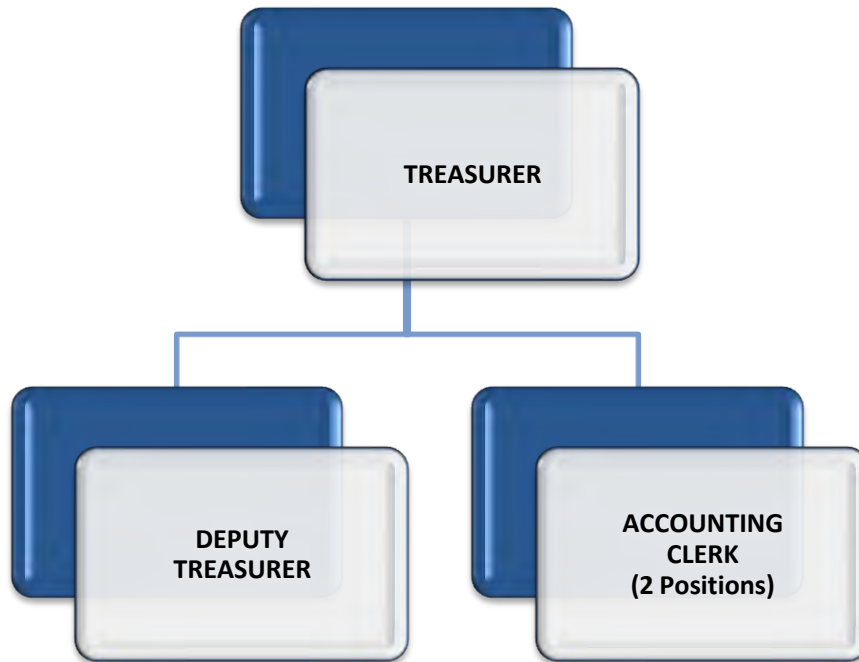 TREASURER
DEPUTY
TREASURER
ACCOUNTING
CLERK
(2 Positions)